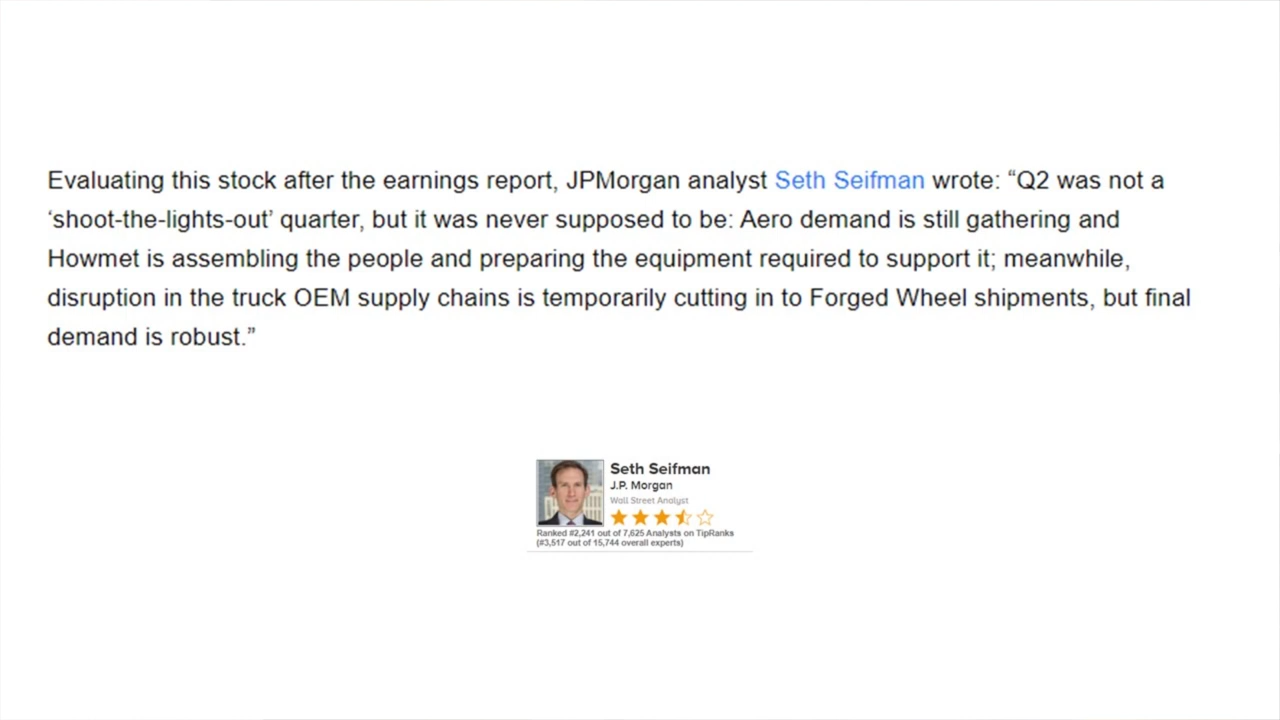 Evaluating this stock after the earnings report, JPMorgan analyst Seth Seifman wrote: “Q2 was not a
‘shoot-the-lights-out’ quarter, but it was never supposed to be: Aero demand is still gathering and
Howmet is assembling the people and preparing the equipment required to support it; meanwhile,
disruption in the truck OEM supply chains is temporarily cutting in to Forged Wheel shipments, but final
demand is robust.”
Seth Seifman
J.P. Morgan
Wall Street Analyst
Ranked #2,241 out of 7,625 Analysts on TipRanks
(#3,517 out of 15,744 overall experts)